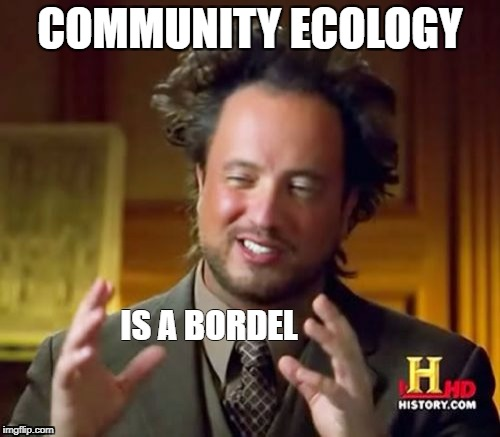 COMMUNITY ECOLOGY
IS A BORDEL
H HD
HISTORY.COM
imgflip.com